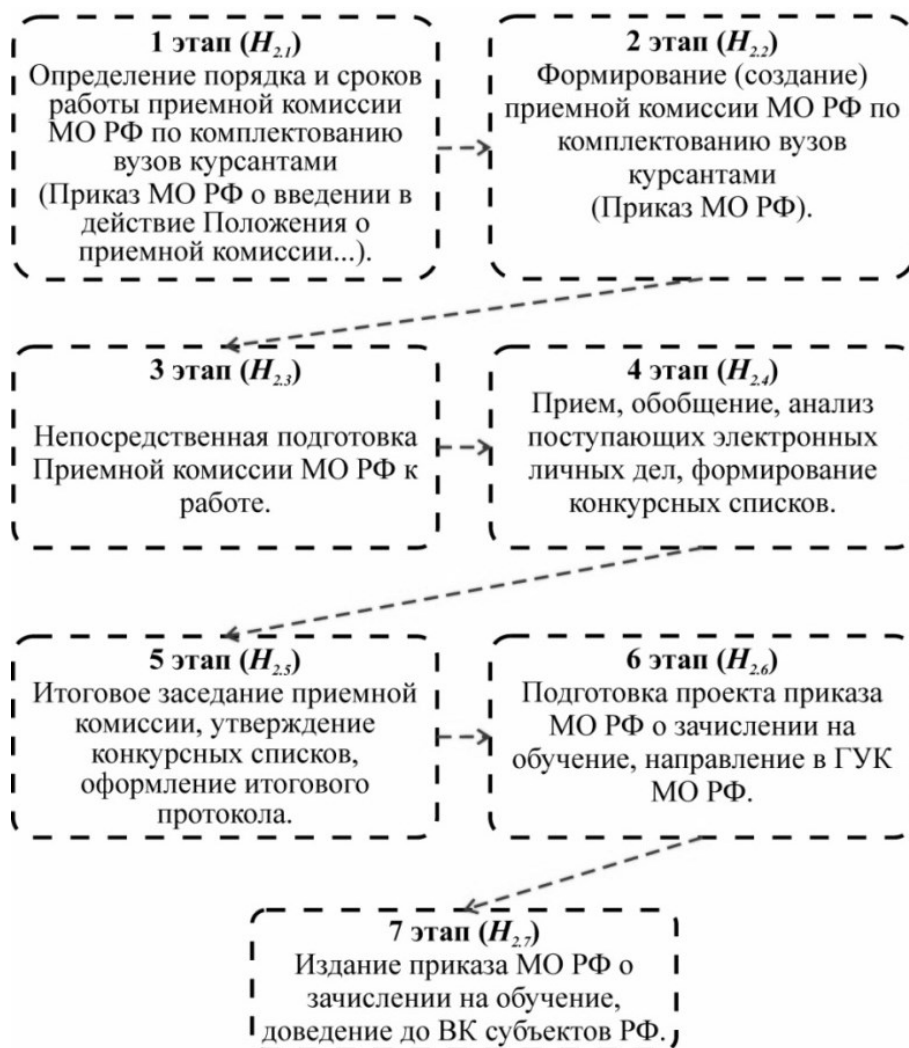 1 этап (H2.1)
Определение порядка и сроков
работы приемной комиссии
МО РФ по комплектованию
вузов курсантами
(Приказ МО РФ о введении в
действие Положения о
приемной комиссии...).
2 этап (H2.2)
Формирование (создание)
приемной комиссии МО РФ по
комплектованию вузов
курсантами
(Приказ МО РФ).
3 этап (H2.3)
Непосредственная подготовка
Приемной комиссии МО РФ к
работе.
4 этап (H2.4)
Прием, обобщение, анализ
поступающих электронных
личных дел, формирование
конкурсных списков.
5 этап (H2.5)
Итоговое заседание приемной
комиссии, утверждение
конкурсных списков,
оформление итогового
протокола.
6 этап (H2.6)
Подготовка проекта приказа
МО РФ о зачислении на
обучение, направление в ГУК
МО РФ.
7 этап (H2.7)
Издание приказа МО РФ о
зачислении на обучение,
доведение до ВК субъектов РФ.